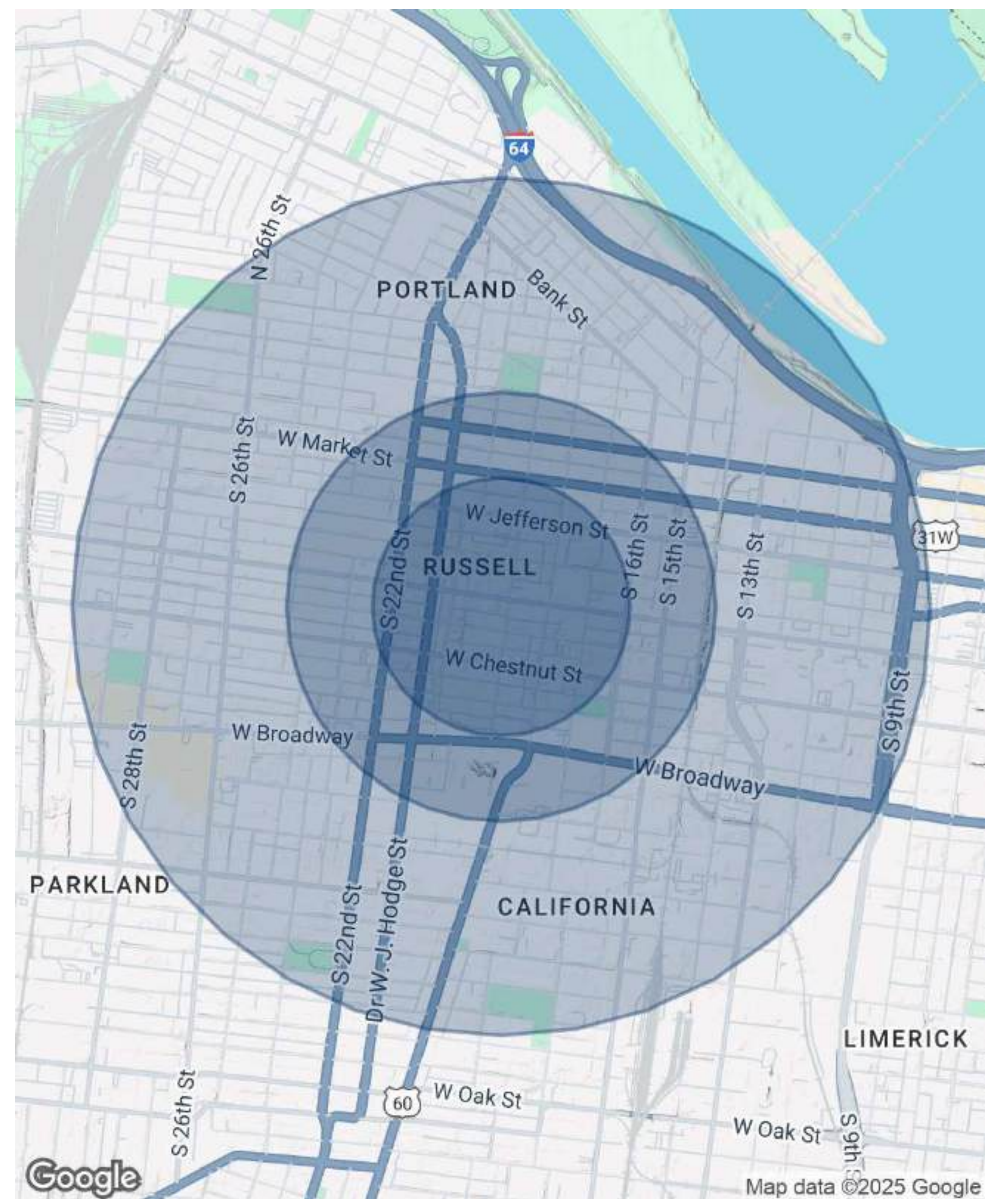 64
N 26th St
PORTLAND
Bank St
W Market St
S 26th St
W Jefferson St
S 16th St
S 15th St
S 13th St
31W
S 22nd St
RUSSELL
W Chestnut St
S 9th St
W Broadway
W Broadway
S 28th St
PARKLAND
CALIFORNIA
S 22nd St
Dr W. J. Hodge St
LIMERICK
60
W Oak St
S 26th St
W Oak St
S 9th S
Google
Map data ©2025 Google